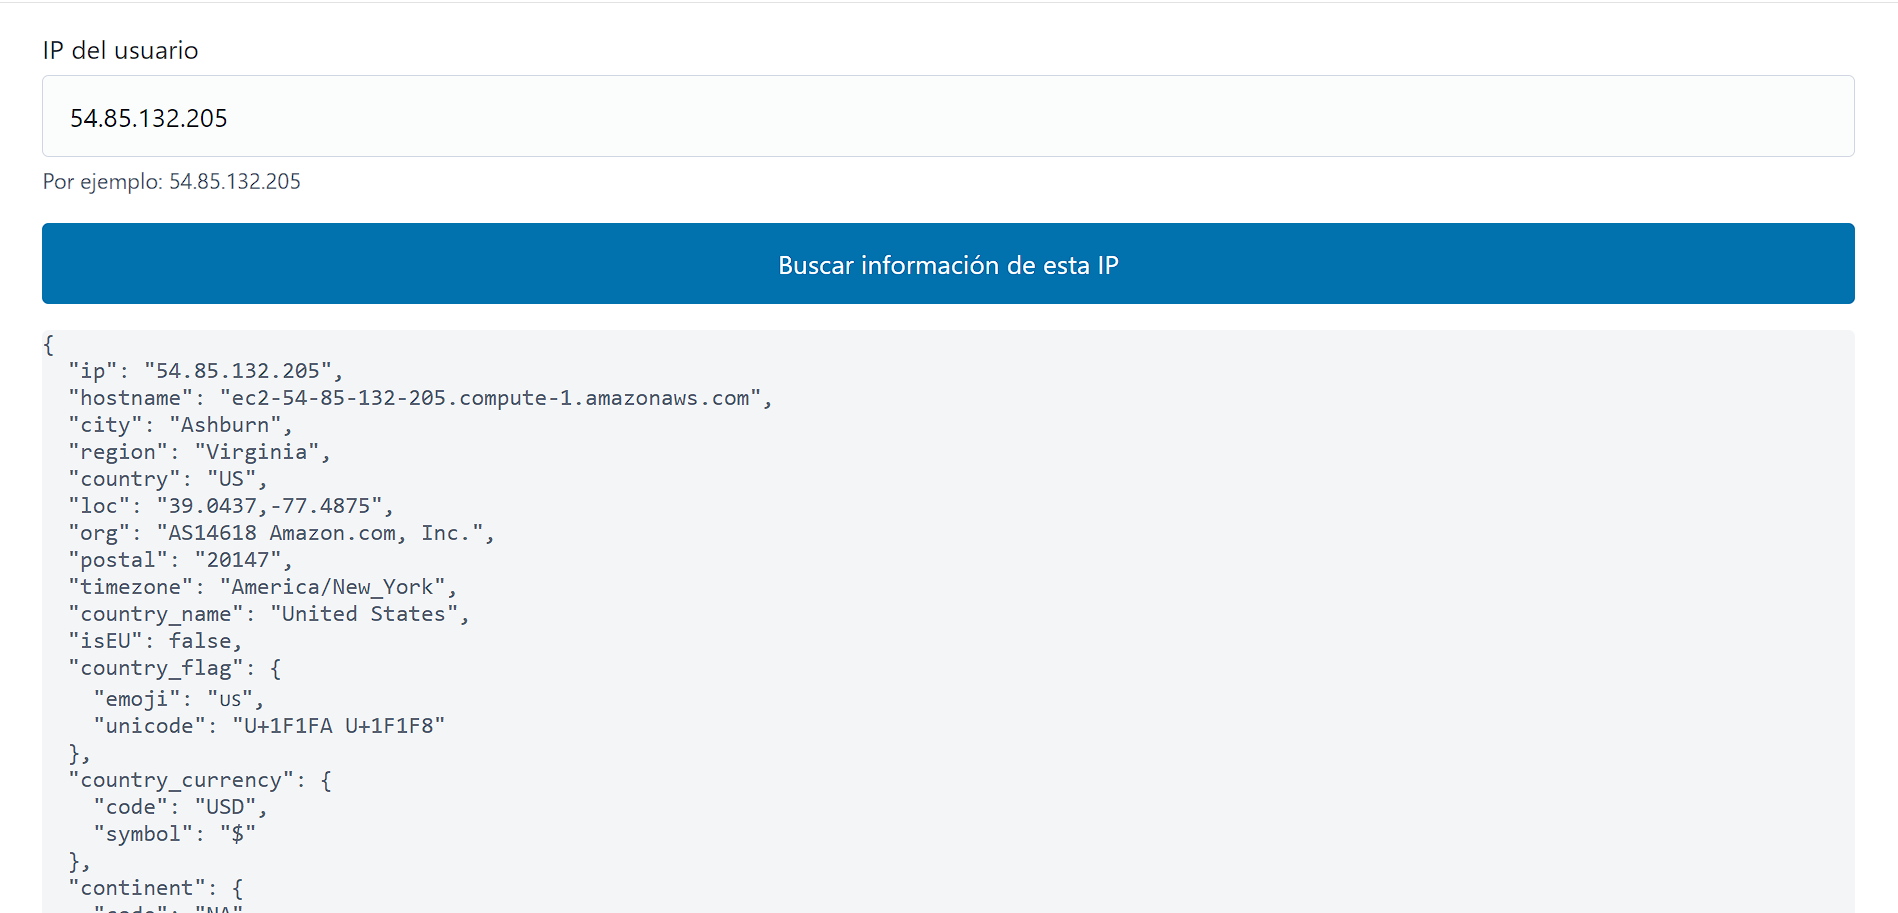 IP del usuario
54.85.132.205
Por ejemplo: 54.85.132.205
Buscar información de esta IP
{
  "ip": "54.85.132.205",
  "hostname": "ec2-54-85-132-205.compute-1.amazonaws.com",
  "city": "Ashburn",
  "region": "Virginia",
  "country": "US",
  "loc": "39.0437,-77.4875",
  "org": "AS14618 Amazon.com, Inc.",
  "postal": "20147",
  "timezone": "America/New_York",
  "country_name": "United States",
  "isEU": false,
  "country_flag": {
    "emoji": "US",
    "unicode": "U+1F1FA U+1F1F8"
  },
  "country_currency": {
    "code": "USD",
    "symbol": "$"
  },
  "continent": {
    "code": "NA"